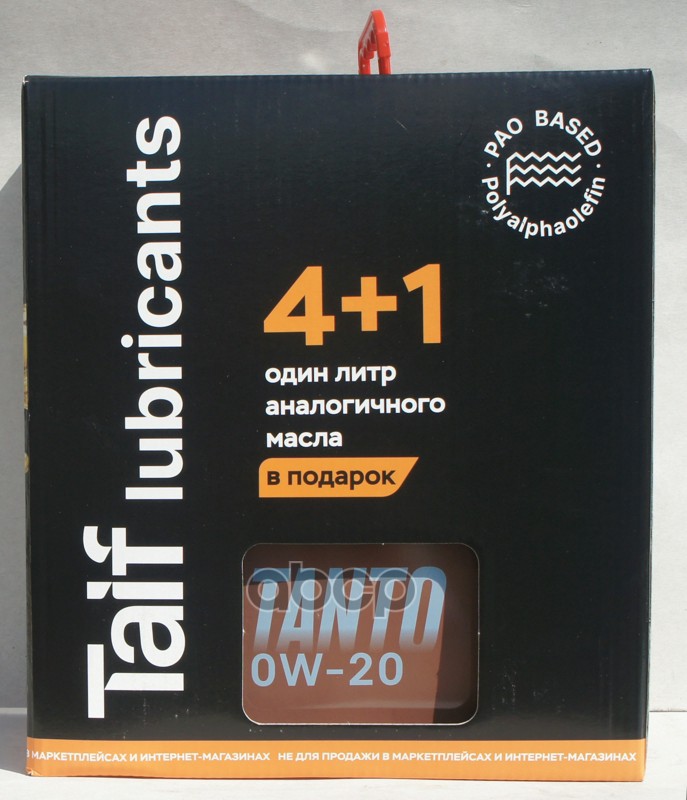 Taif lubricants
PAO BASED
Polyalphaolefin
4+1
один литр
аналогичного
масла
в подарок
TANTO
abcp
0W-20
МАРКЕТПЛЕЙСАХ И ИНТЕРНЕТ-МАГАЗИНАХ НЕ ДЛЯ ПРОДАЖИ В МАРКЕТПЛЕЙСАХ И ИНТЕРНЕТ-МАГАЗИНАХ